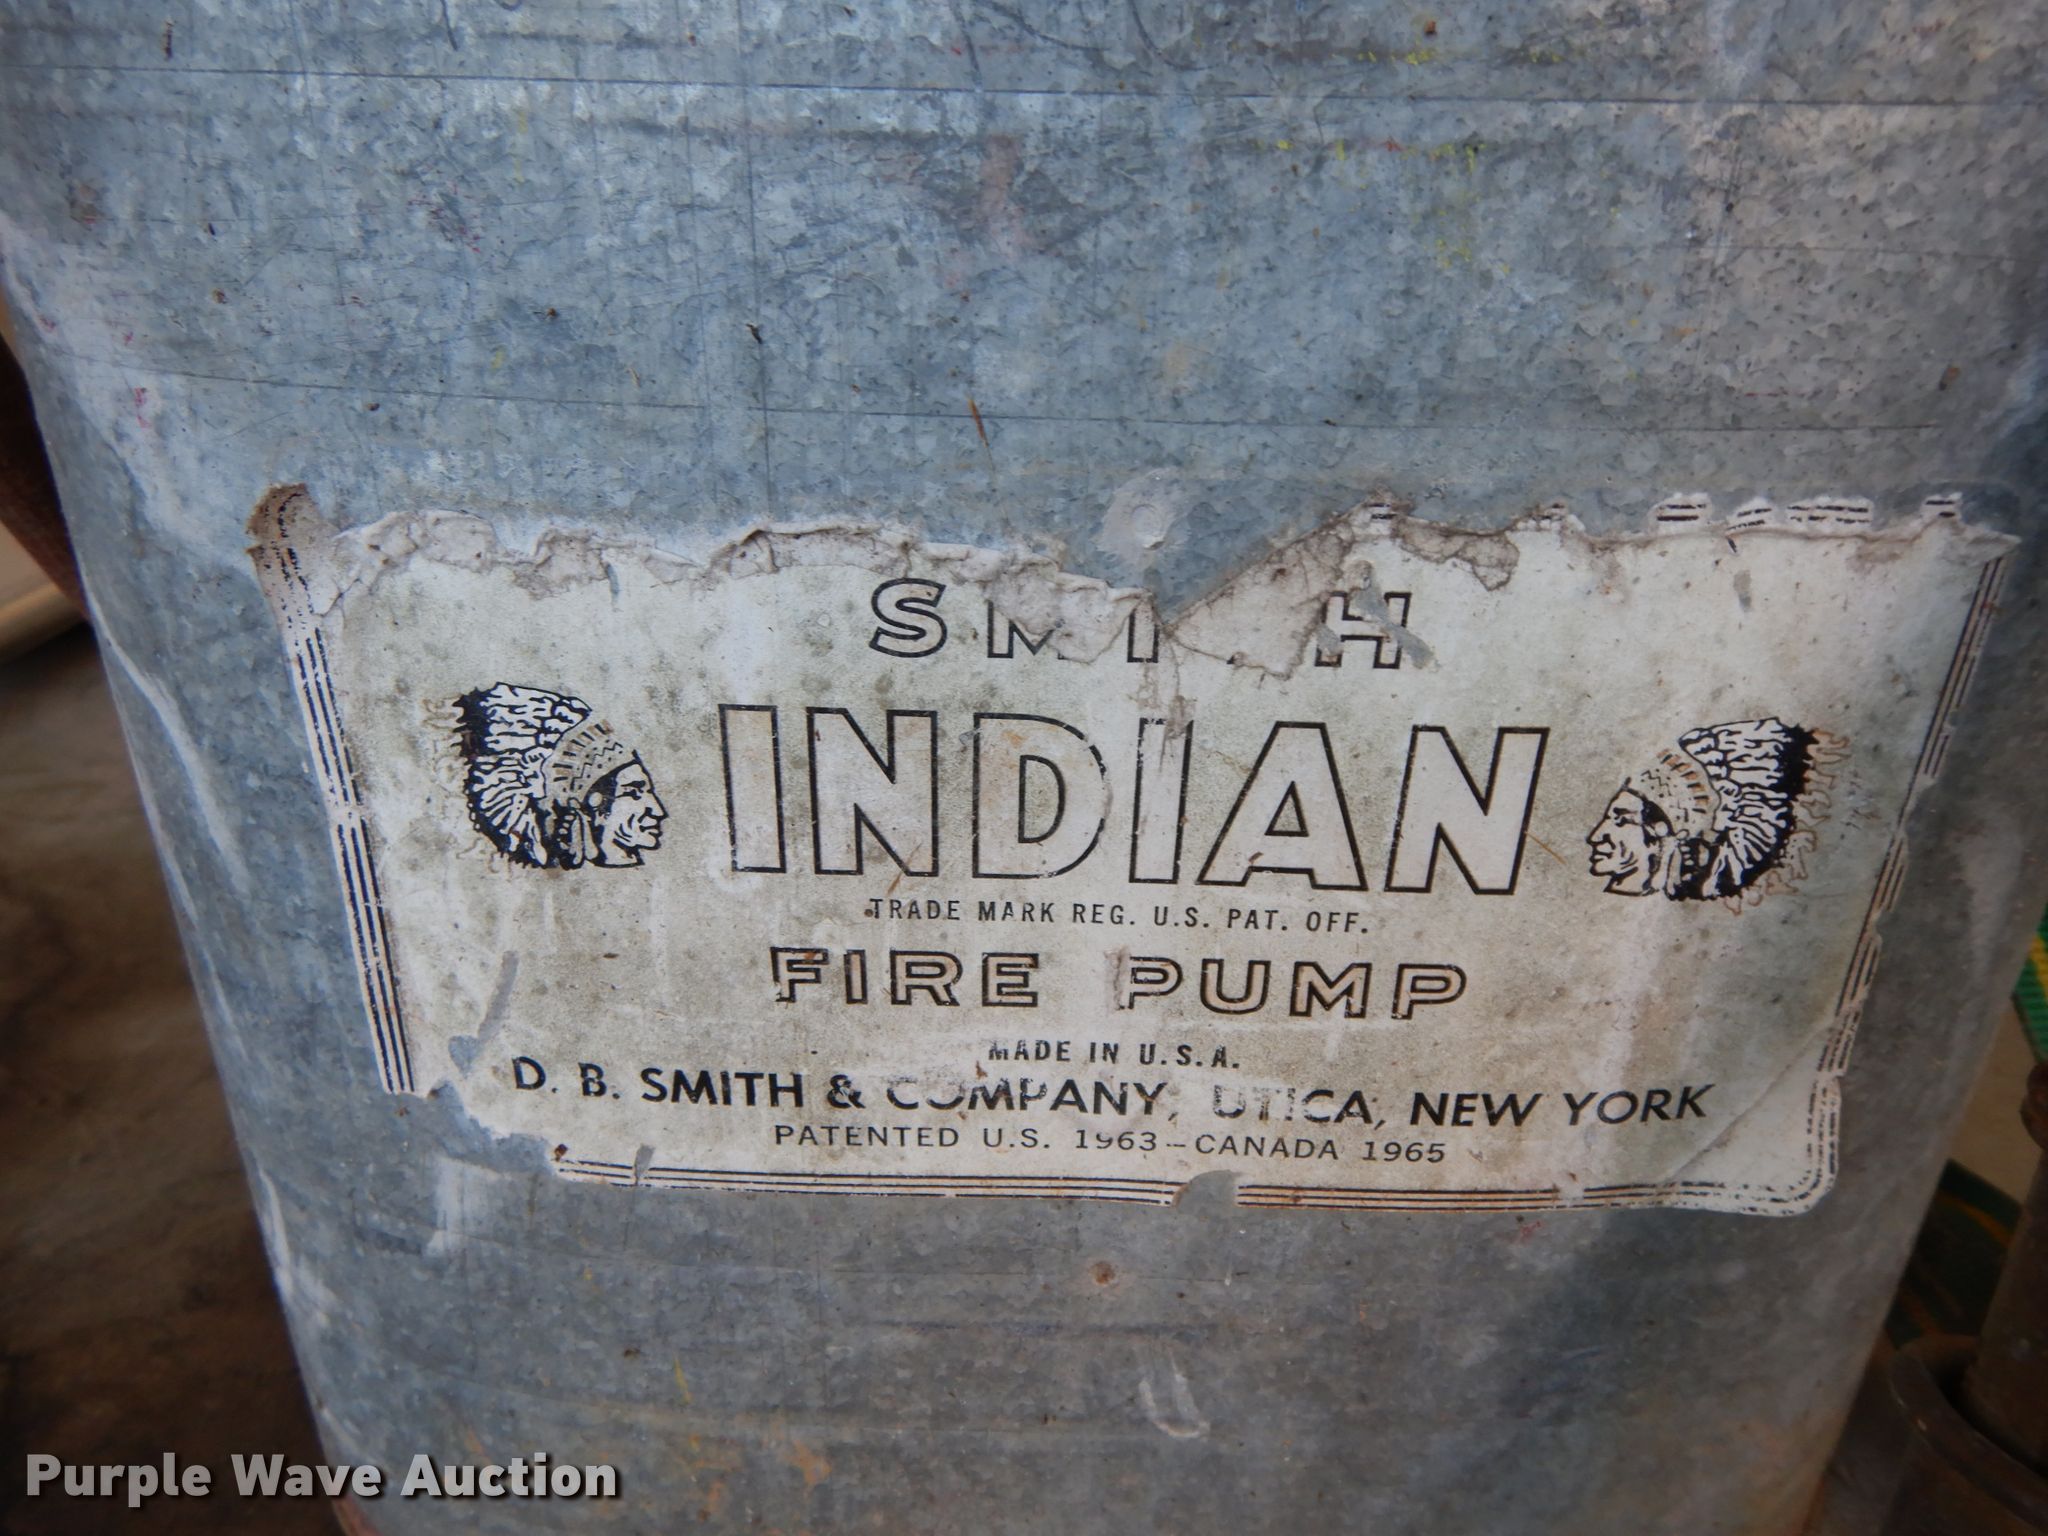 SMITH
INDIAN
TRADE MARK REG. U.S. PAT. OFF.
FIRE PUMP
MADE IN U.S.A.
D. B. SMITH & COMPANY, UTICA, NEW YORK
PATENTED U.S. 1963-CANADA 1965
Purple Wave Auction